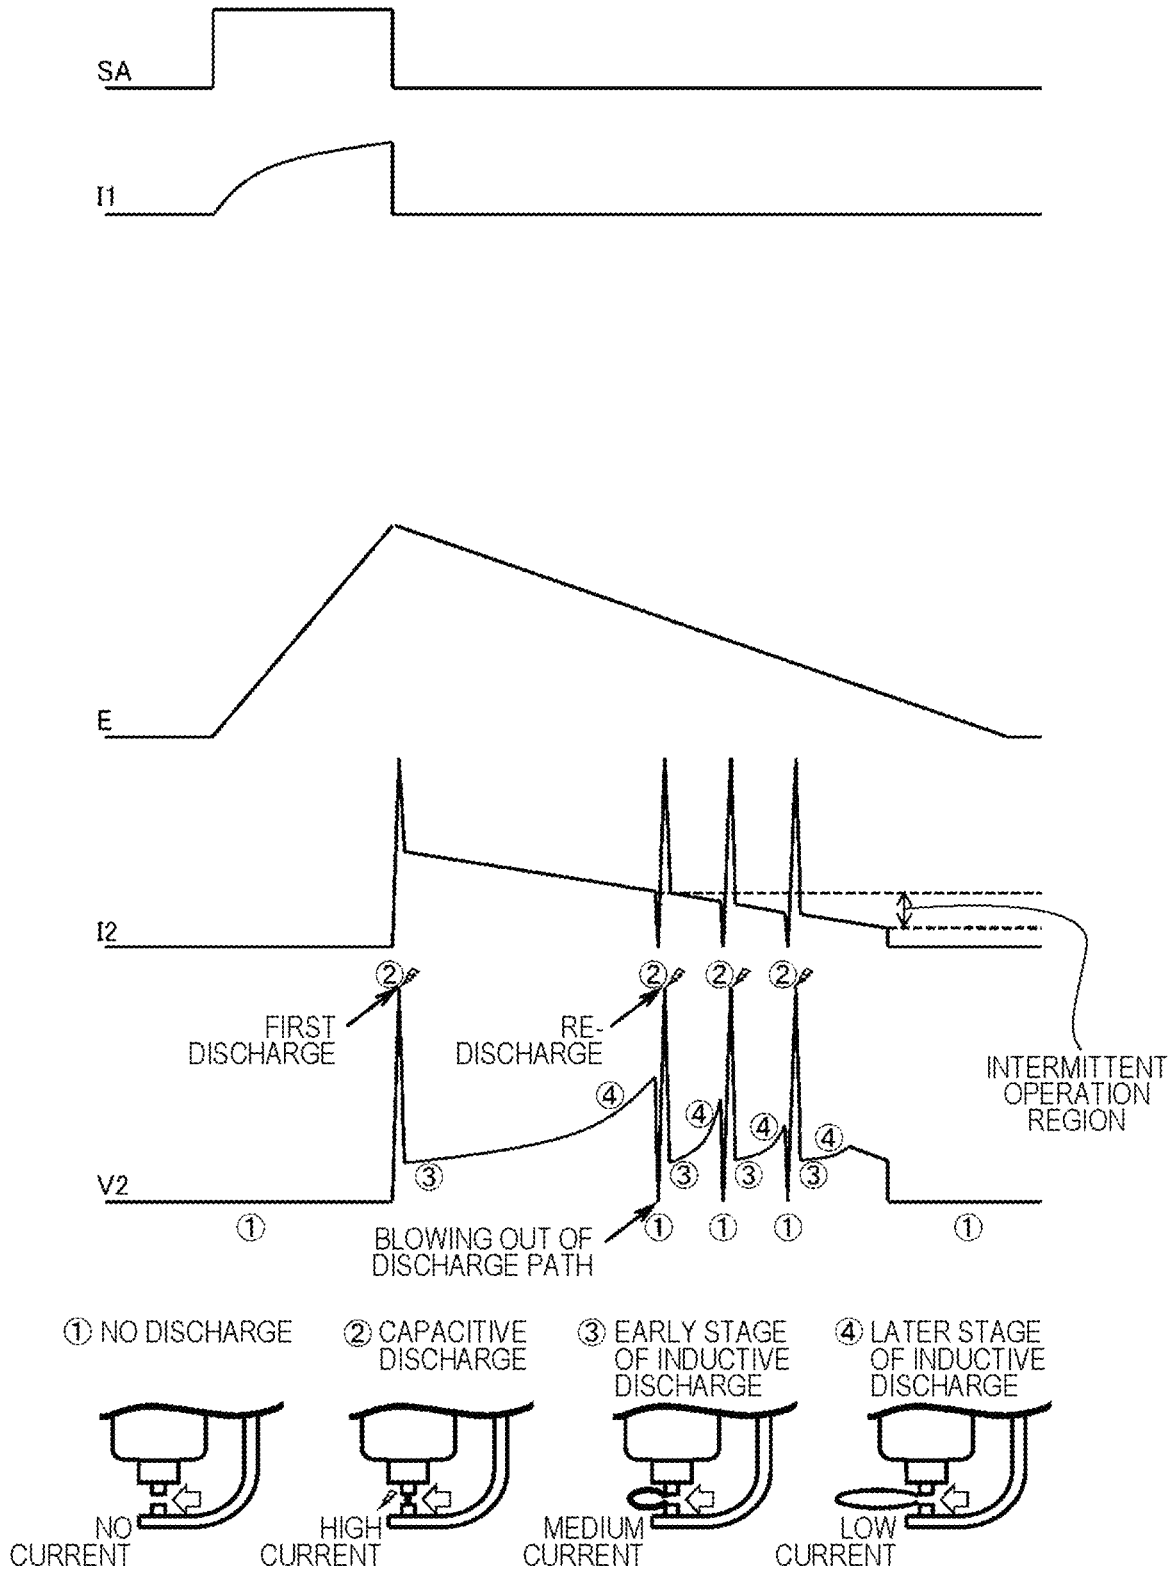 SA
I1
E
I2
② ② ② ②
FIRST
DISCHARGE
RE-
DISCHARGE
INTERMITTENT
OPERATION
REGION
④ ④ ④ ④
③ ③ ③ ③
V2
① ① ① ① ①
BLOWING OUT OF
DISCHARGE PATH
① NO DISCHARGE
② CAPACITIVE
DISCHARGE
③ EARLY STAGE
OF INDUCTIVE
DISCHARGE
④ LATER STAGE
OF INDUCTIVE
DISCHARGE
NO
CURRENT
HIGH
CURRENT
MEDIUM
CURRENT
LOW
CURRENT